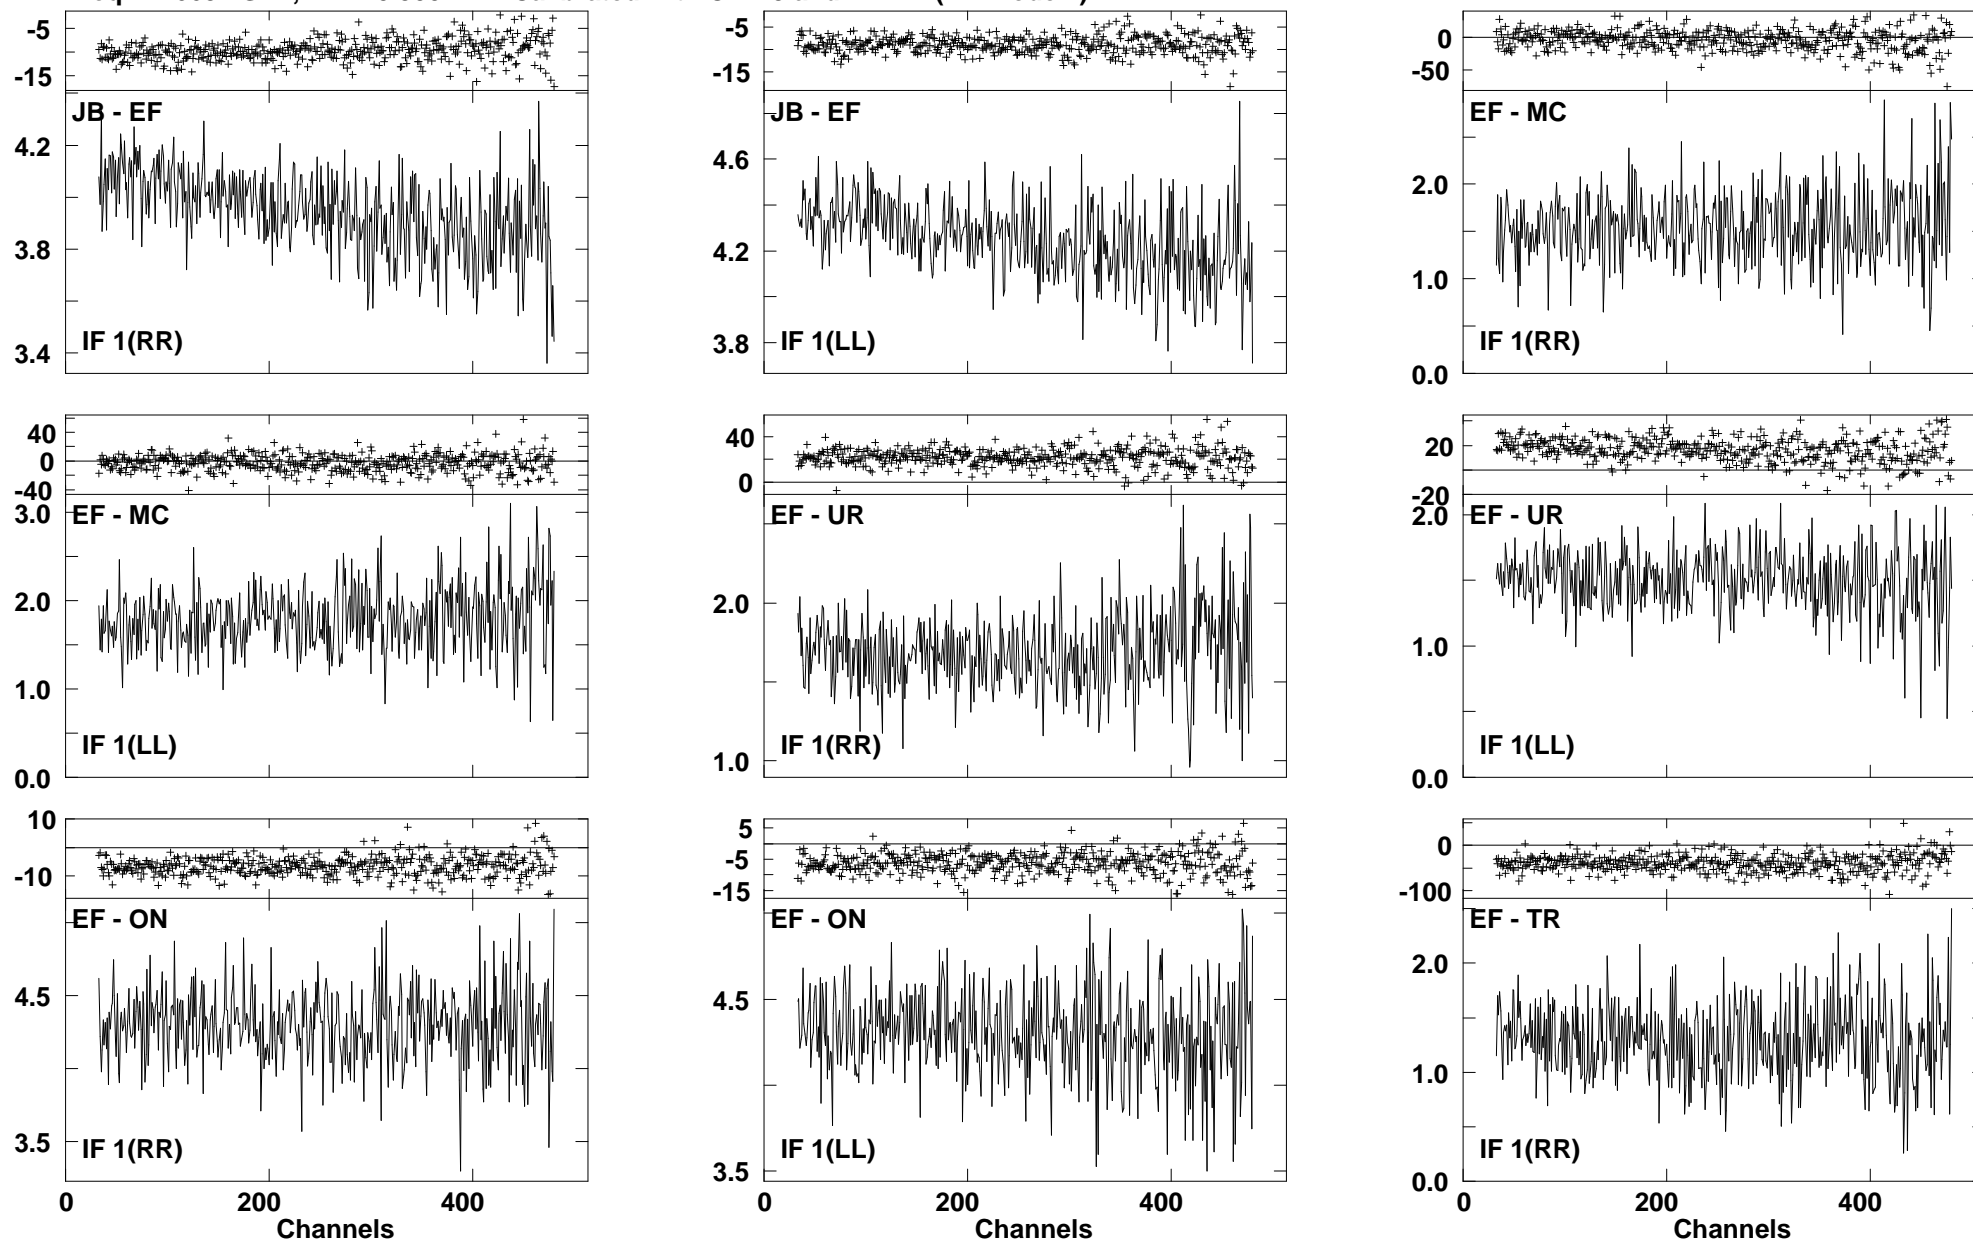 -5 -5 0
-15 -15 -50
JB - EF JB - EF EF - MC
4.2 4.6 2.0
3.8 4.2 1.0
IF 1(RR) IF 1(LL) IF 1(RR)
3.4 3.8 0.0
40 40 20
0 0 -20
-40
EF - MC EF - UR EF - UR
3.0 2.0 2.0
2.0 1.0
1.0
IF 1(LL) IF 1(RR) IF 1(LL)
0.0 1.0 0.0
10 5 0
-10 -5 -100
-15
EF - ON EF - ON EF - TR
4.5 4.5 2.0
1.0
3.5 3.5 0.0
IF 1(RR) IF 1(LL) IF 1(RR)
0 200 400 0 200 400 0 200 400
Channels Channels Channels